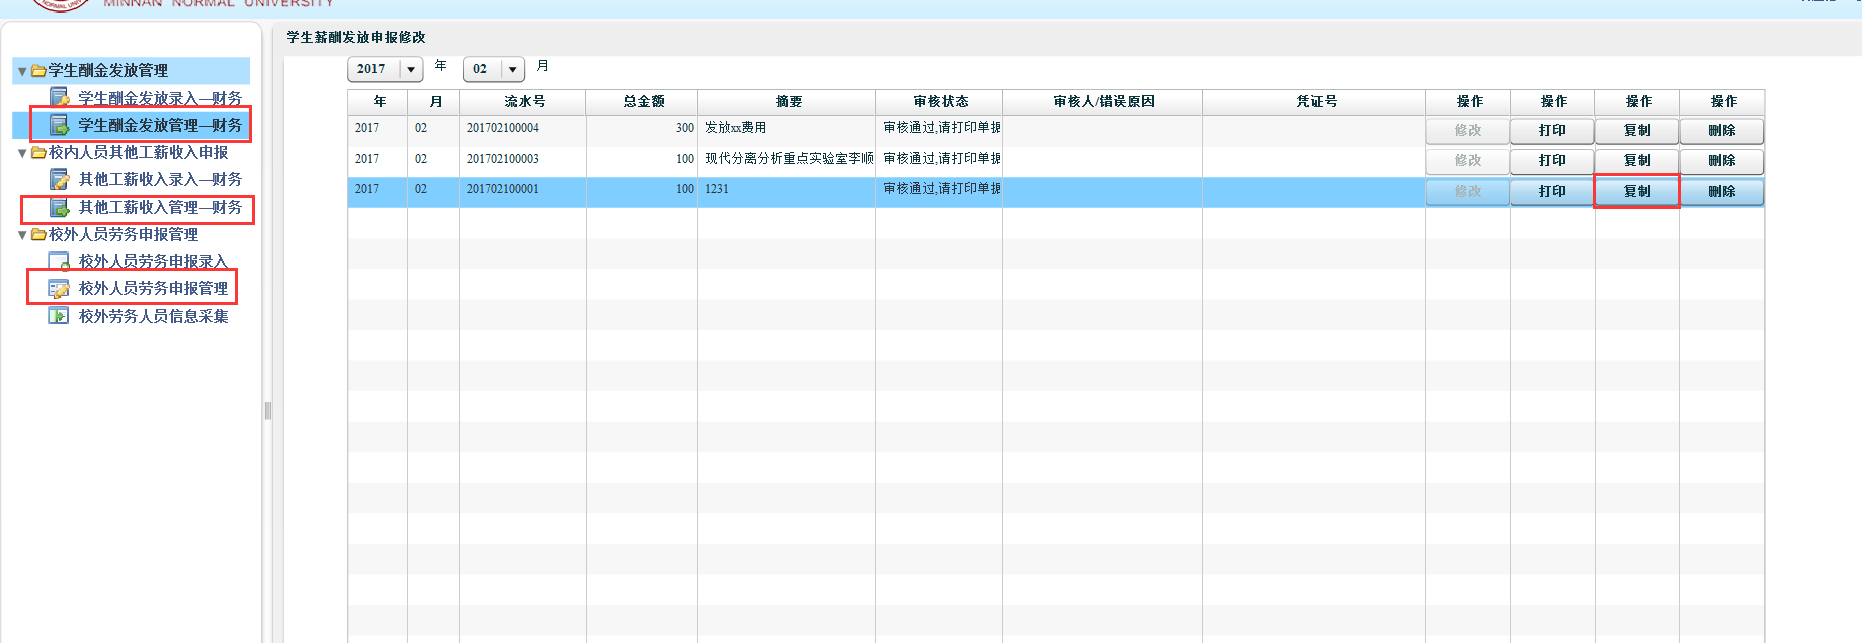 MINNAN NORMAL UNIVERSITY
学生酬金发放管理
学生酬金发放录入—财务
学生酬金发放管理—财务
校内人员其他工薪收入申报
其他工薪收入录入—财务
其他工薪收入管理—财务
校外人员劳务申报管理
校外人员劳务申报录入
校外人员劳务申报管理
校外劳务人员信息采集
学生薪酬发放申报修改
2017 年 02 月
年 月 流水号 总金额 摘要 审核状态 审核人/错误原因 凭证号 操作 操作 操作 操作
2017 02 201702100004 300 发放xx费用 审核通过,请打印单据 修改 打印 复制 删除
2017 02 201702100003 100 现代分离分析重点实验室李顺 审核通过,请打印单据 修改 打印 复制 删除
2017 02 201702100001 100 1231 审核通过,请打印单据 修改 打印 复制 删除